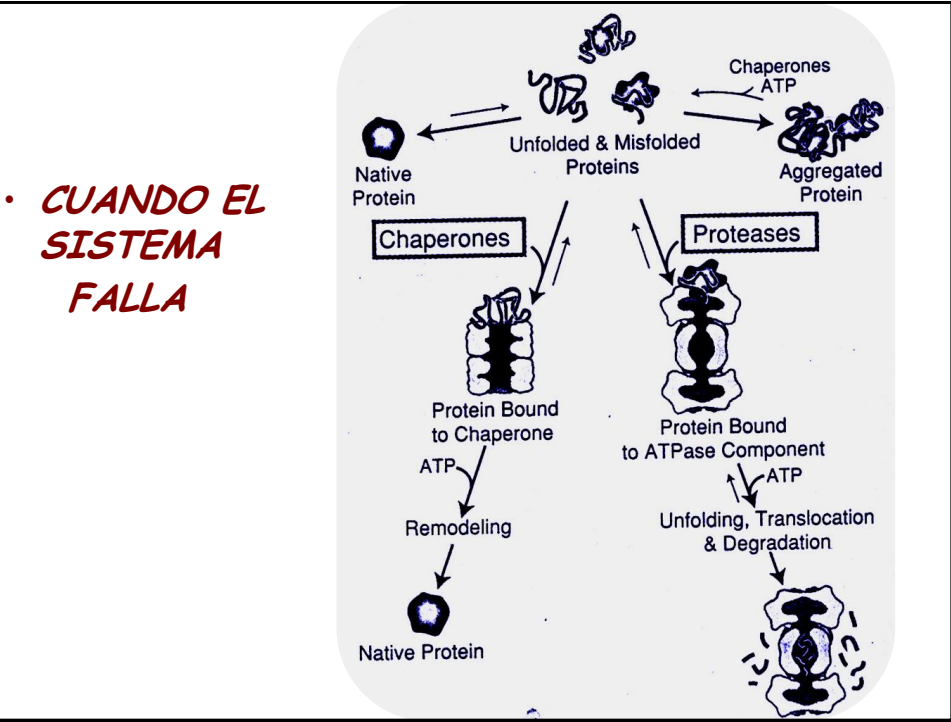 • CUANDO EL
SISTEMA
FALLA
Chaperones
ATP
Unfolded & Misfolded
Proteins
Native
Protein
Aggregated
Protein
Chaperones
Proteases
Protein Bound
to Chaperone
Protein Bound
to ATPase Component
ATP
ATP
Remodeling
Unfolding, Translocation
& Degradation
Native Protein